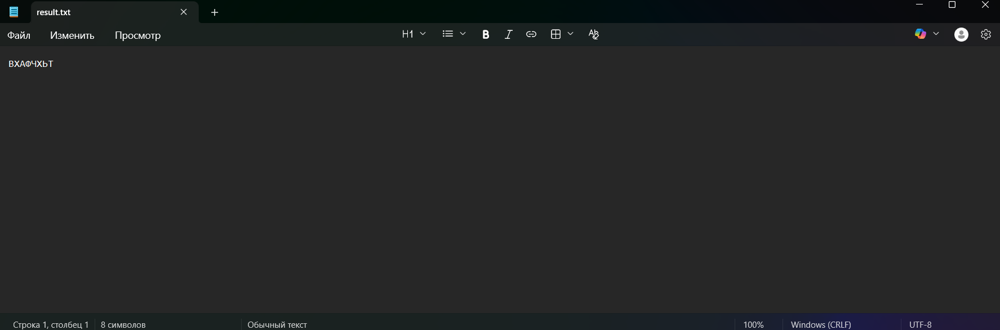 result.txt
Файл Изменить Просмотр H1
ВХАФЧХЬТ
Строка 1, столбец 1 8 символов Обычный текст 100% Windows (CRLF) UTF-8